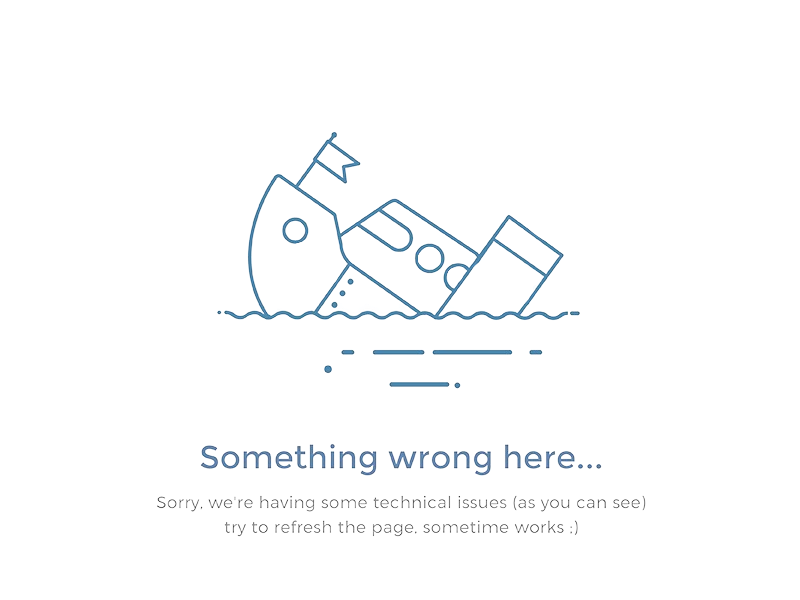 Something wrong here...
Sorry, we're having some technical issues (as you can see)
try to refresh the page, sometime works ;)